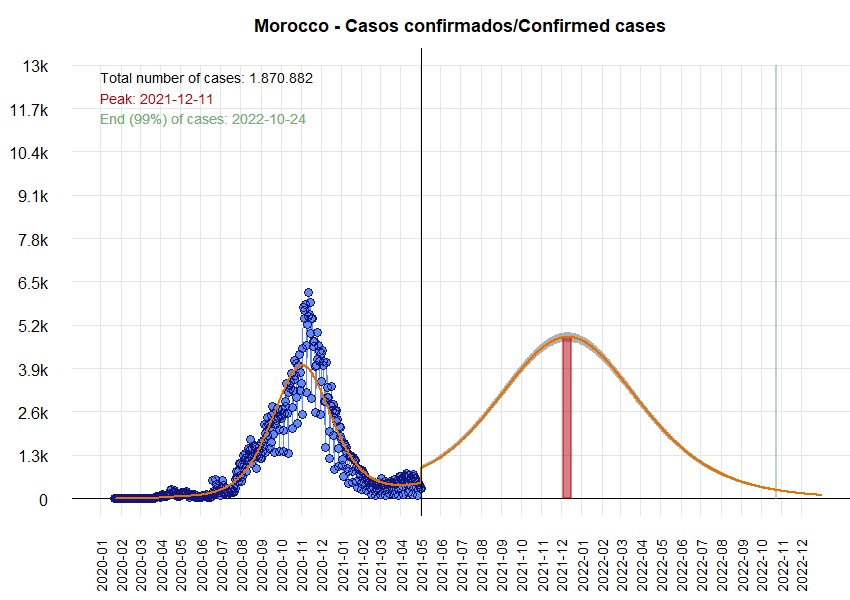 Morocco - Casos confirmados/Confirmed cases
Total number of cases: 1.870.882
Peak: 2021-12-11
End (99%) of cases: 2022-10-24
13k
11.7k
10.4k
9.1k
7.8k
6.5k
5.2k
3.9k
2.6k
1.3k
0
2020-01
2020-02
2020-03
2020-04
2020-05
2020-06
2020-07
2020-08
2020-09
2020-10
2020-11
2020-12
2021-01
2021-02
2021-03
2021-04
2021-05
2021-06
2021-07
2021-08
2021-09
2021-10
2021-11
2021-12
2022-01
2022-02
2022-03
2022-04
2022-05
2022-06
2022-07
2022-08
2022-09
2022-10
2022-11
2022-12